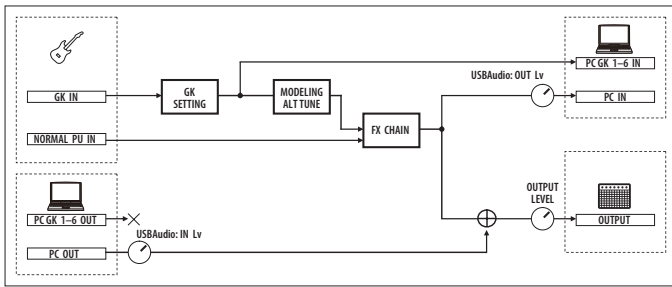 GK IN
GK
SETTING
MODELING
ALT TUNE
FX CHAIN
NORMAL PU IN
USBAudio: OUT Lv
PC GK 1–6 IN
PC IN
PC GK 1–6 OUT
PC OUT
USBAudio: IN Lv
OUTPUT
LEVEL
OUTPUT